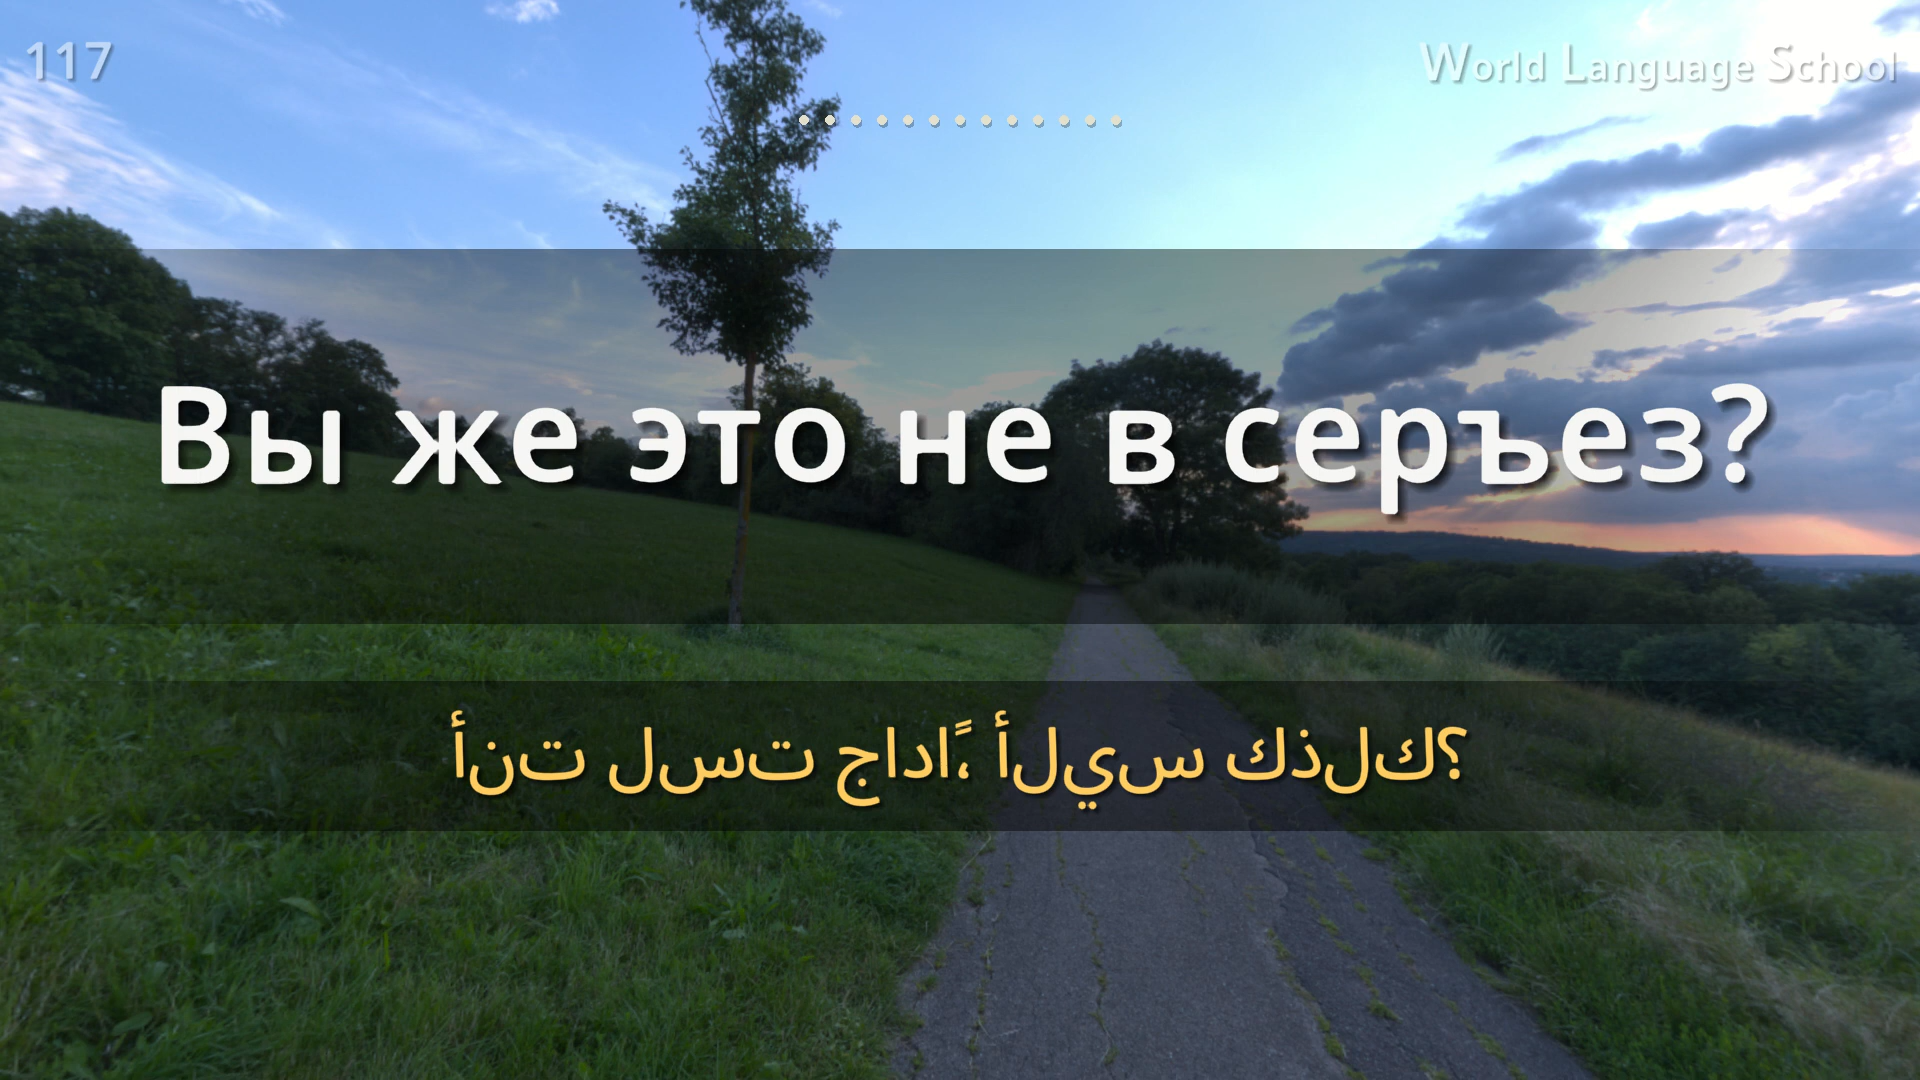 117
World Language School
Вы же это не в серъез?
أنت لست جاداً، أليس كذلك؟